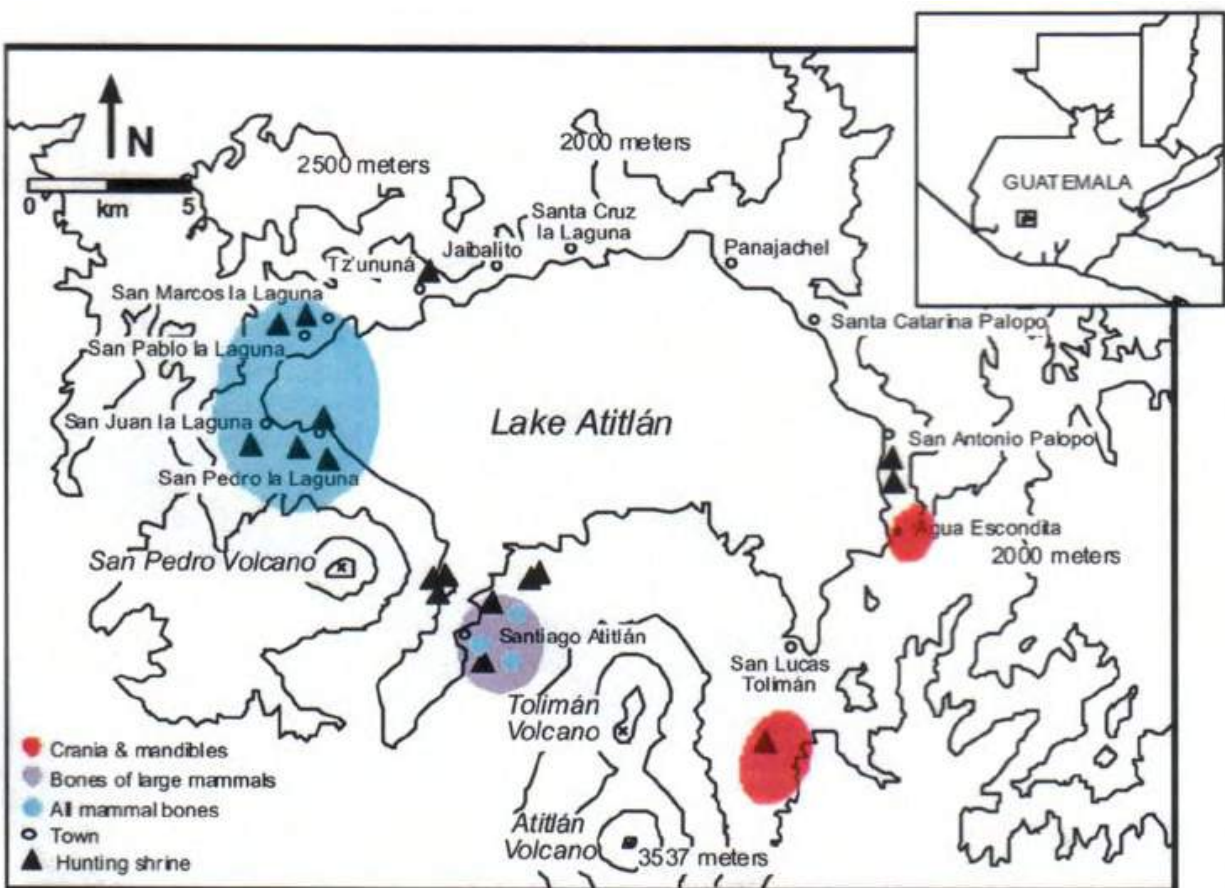 N
0 km 5
2500 meters
2000 meters
GUATEMALA
Santa Cruz
la Laguna
Jaibalito
Tz'ununá
Panajachel
San Marcos la Laguna
Santa Catarina Palopo
San Pablo la Laguna
Lake Atitlán
San Juan la Laguna
San Antonio Palopo
San Pedro la Laguna
Agua Escondita
2000 meters
San Pedro Volcano
Santiago Atitlán
San Lucas
Tolimán
Tolimán
Volcano
Atitlán
Volcano
3537 meters
Crania & mandibles
Bones of large mammals
All mammal bones
Town
Hunting shrine